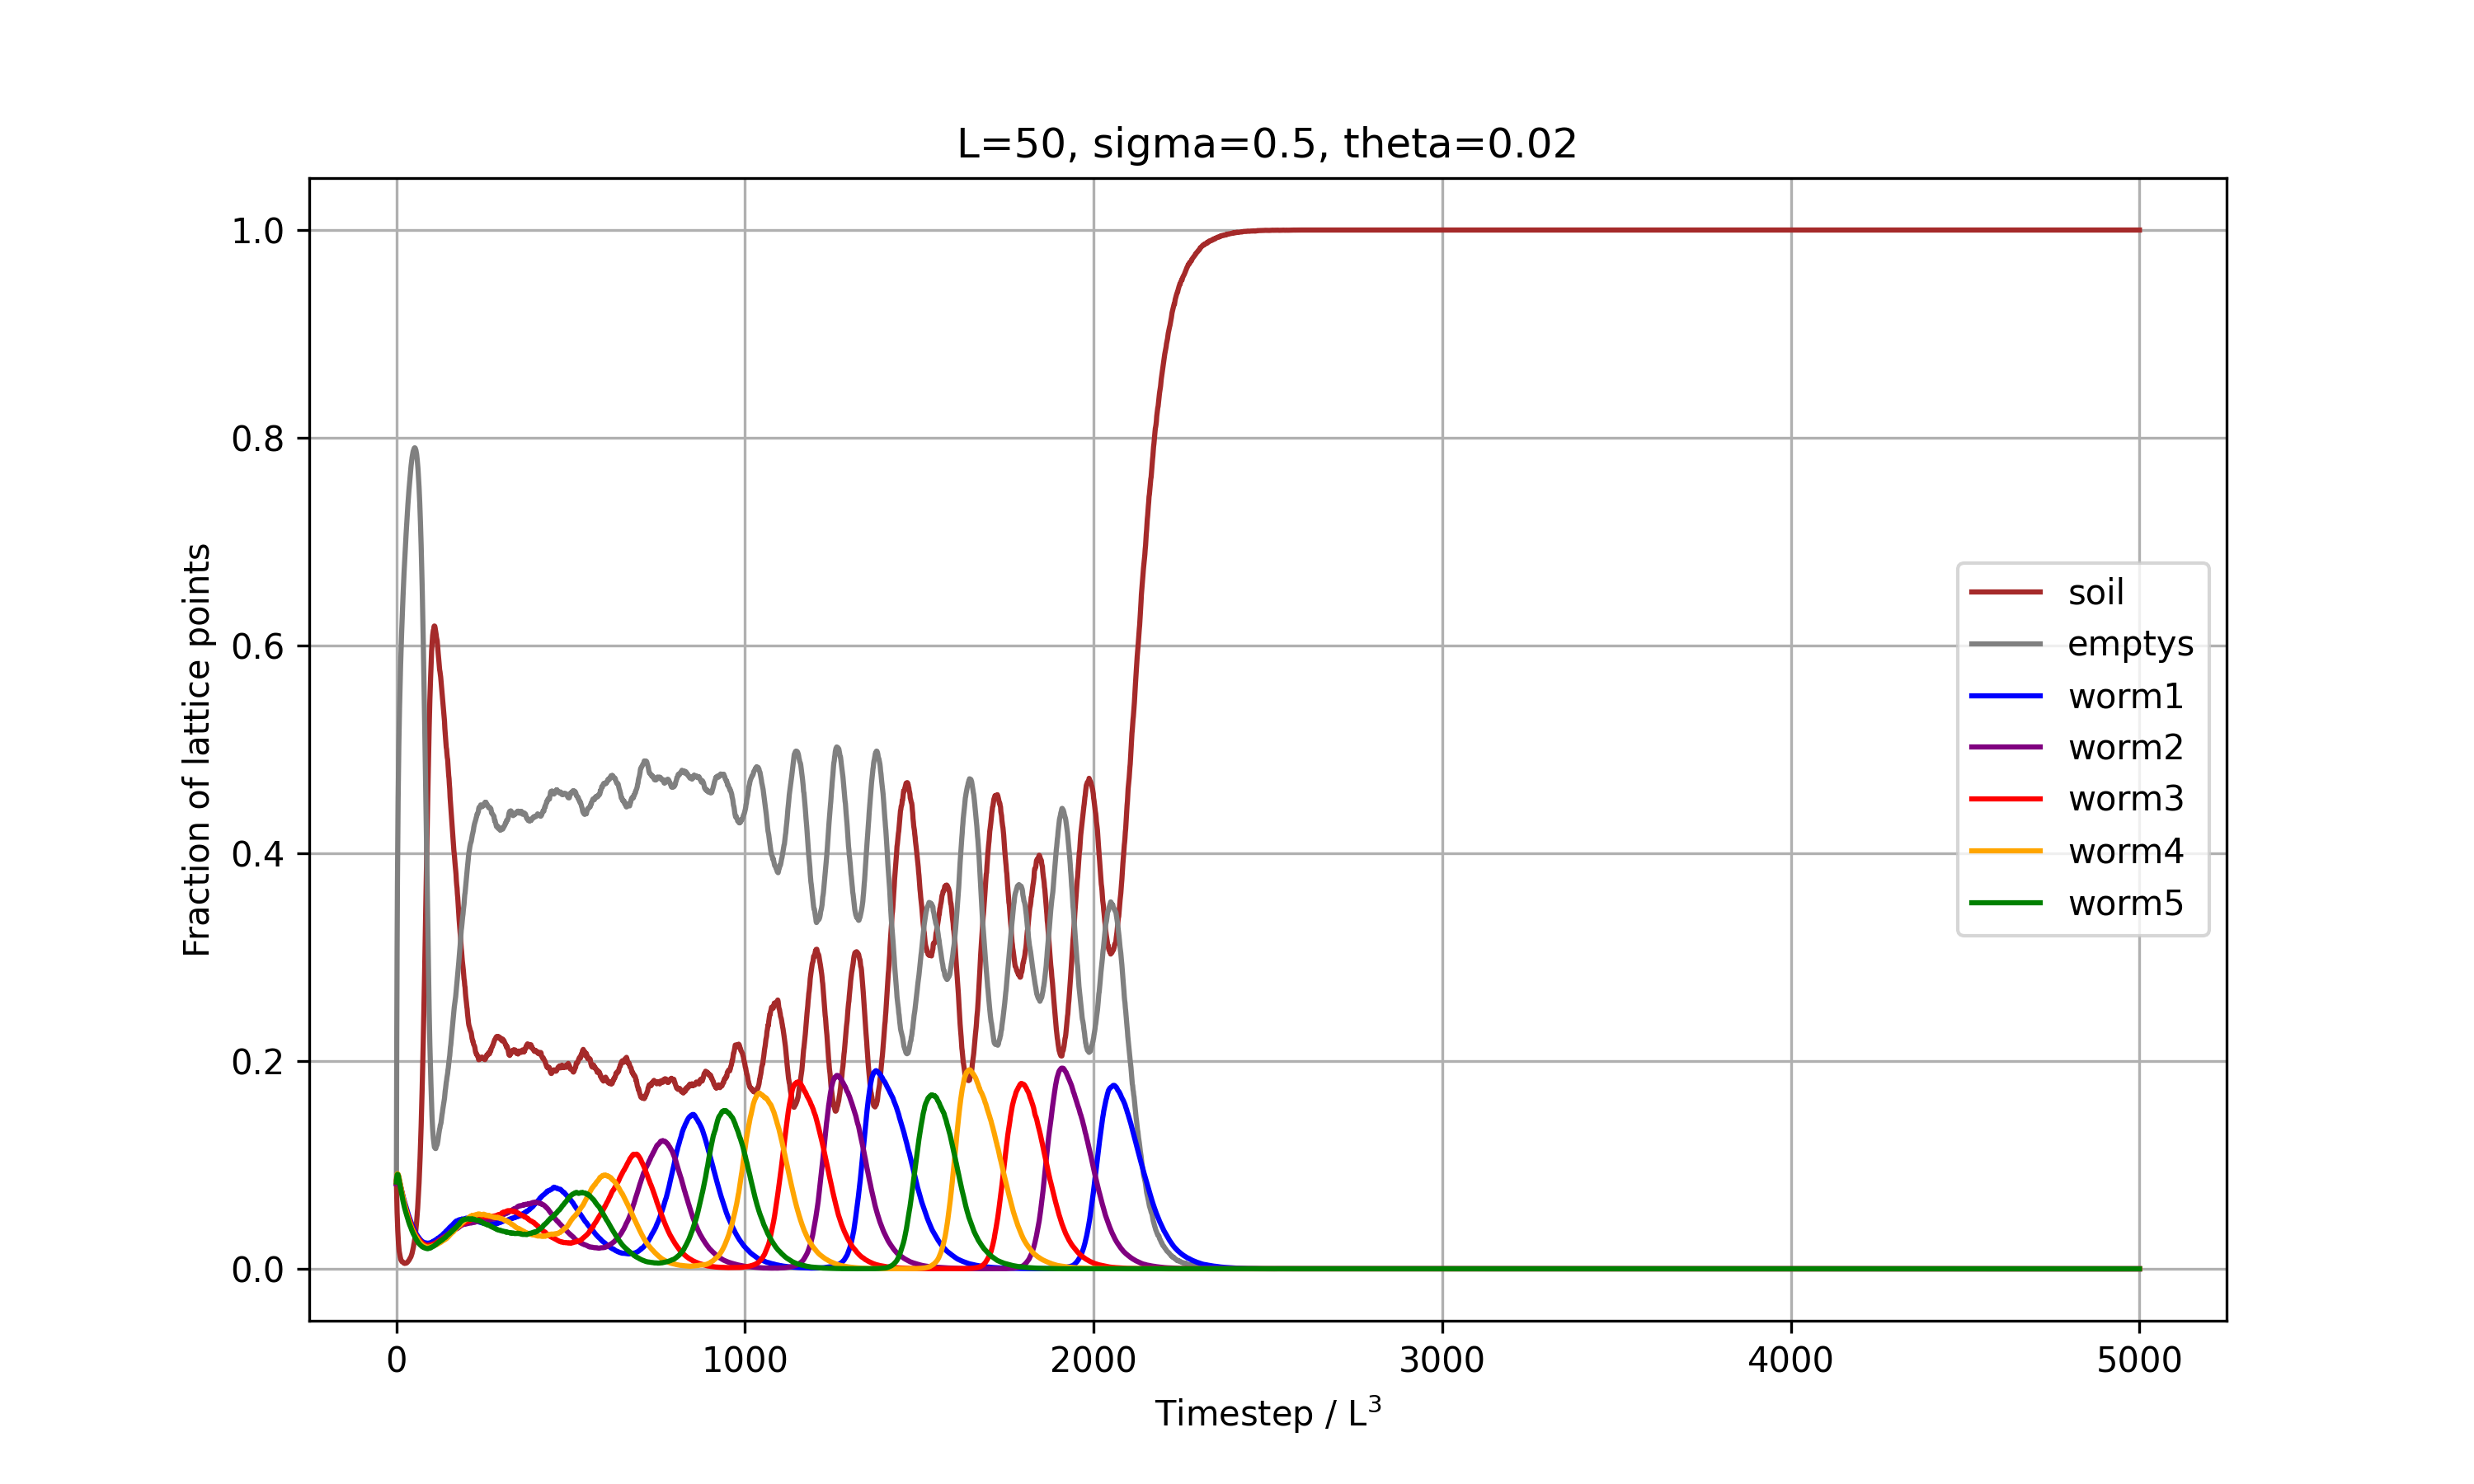 L=50, sigma=0.5, theta=0.02
Fraction of lattice points
1.0
0.8
0.6
0.4
0.2
0.0
soil
emptys
worm1
worm2
worm3
worm4
worm5
0 1000 2000 3000 4000 5000
Timestep / L³